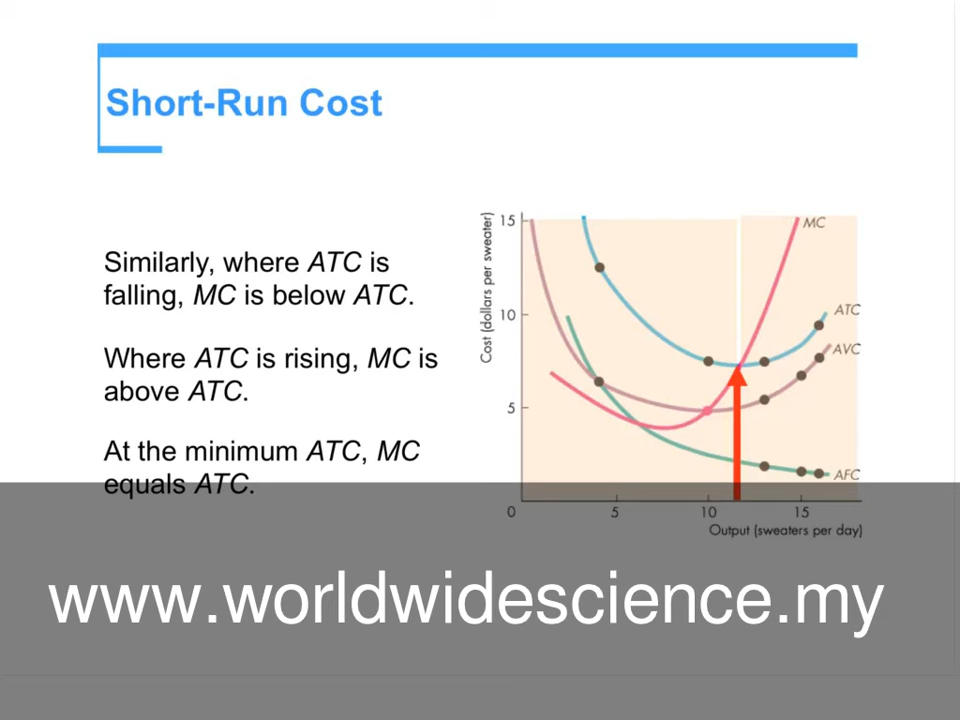 Short-Run Cost
Similarly, where ATC is
falling, MC is below ATC.
Where ATC is rising, MC is
above ATC.
At the minimum ATC, MC
equals ATC.
Cost (dollars per sweater)
15
10
5
0
5
10
15
Output (sweaters per day)
MC
ATC
AVC
AFC
www.worldwidescience.my